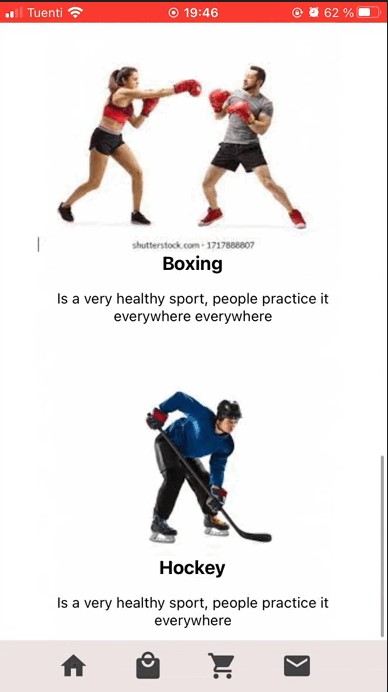 Tuenti 19:46 62 %
shutterstock.com • 1717888807
Boxing
Is a very healthy sport, people practice it
everywhere everywhere
Hockey
Is a very healthy sport, people practice it
everywhere